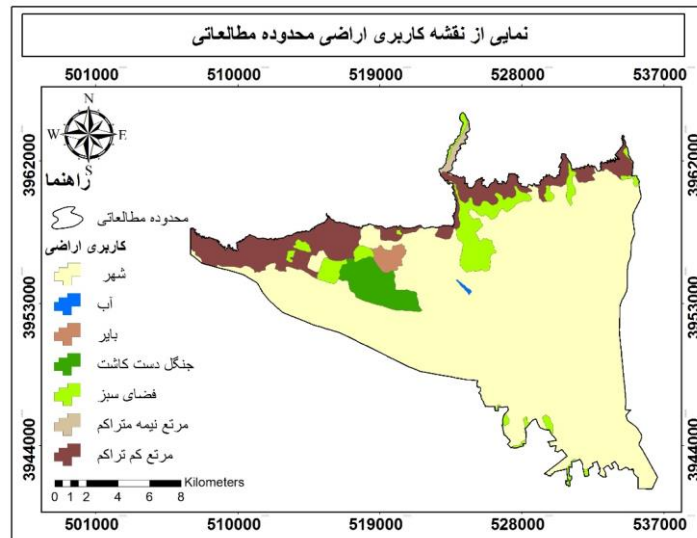 نمایی از نقشه کاربری اراضی محدوده مطالعاتی
501000 510000 519000 528000 537000
N
W E
S
3962000 3962000
راهنما
محدوده مطالعاتی
کاربری اراضی
شهر
آب
3953000 3953000
بایر
جنگل دست کاشت
فضای سبز
مرتع نیمه متراکم
3944000 3944000
مرتع کم تراکم
Kilometers
0 1 2 4 6 8
501000 510000 519000 528000 537000